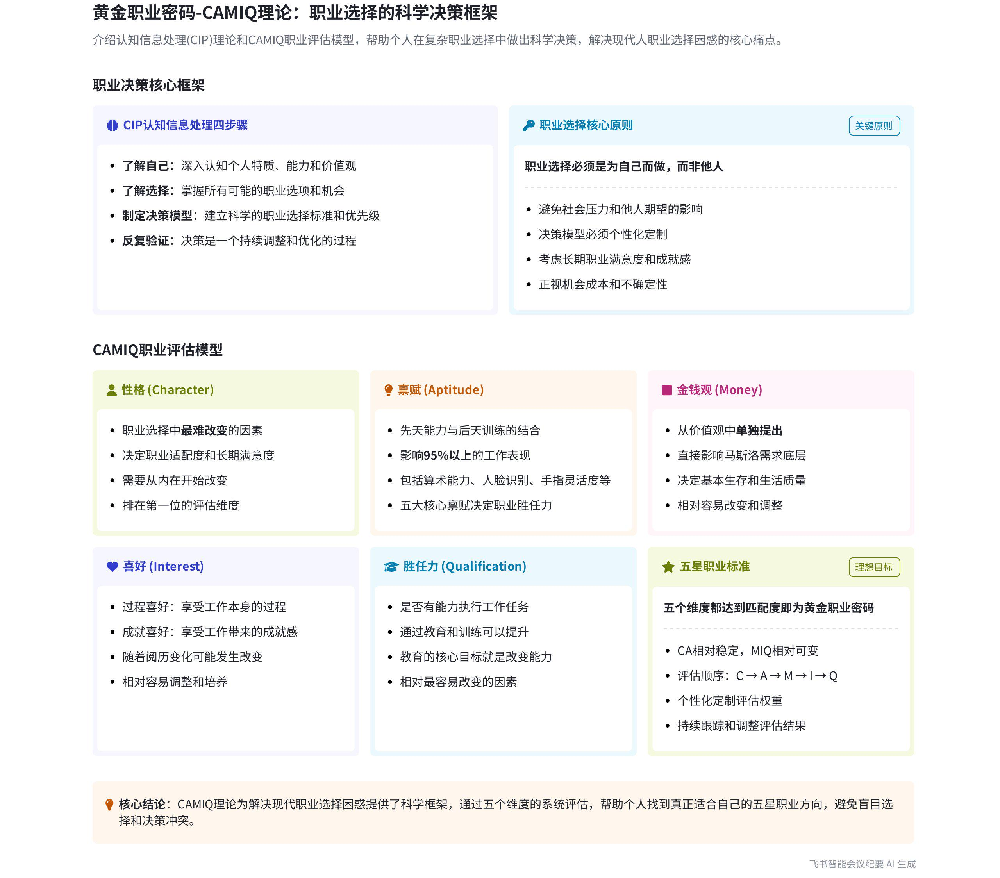 黄金职业密码-CAMIQ理论：职业选择的科学决策框架
介绍认知信息处理(CIP)理论和CAMIQ职业评估模型，帮助个人在复杂职业选择中做出科学决策，解决现代人职业选择困惑的核心痛点。
职业决策核心框架
CIP认知信息处理四步骤
了解自己：深入认知个人特质、能力和价值观
了解选择：掌握所有可能的职业选项和机会
制定决策模型：建立科学的职业选择标准和优先级
反复验证：决策是一个持续调整和优化的过程
职业选择核心原则
关键原则
职业选择必须是为自己而做，而非他人
避免社会压力和他人期望的影响
决策模型必须个性化定制
考虑长期职业满意度和成就感
正视机会成本和不确定性
CAMIQ职业评估模型
性格 (Character)
职业选择中最难改变的因素
决定职业适配度和长期满意度
需要从内在开始改变
排在第一位的评估维度
禀赋 (Aptitude)
先天能力与后天训练的结合
影响95%以上的工作表现
包括算术能力、人脸识别、手指灵活度等
五大核心禀赋决定职业胜任力
金钱观 (Money)
从价值观中单独提出
直接影响马斯洛需求底层
决定基本生存和生活质量
相对容易改变和调整
喜好 (Interest)
过程喜好：享受工作本身的过程
成就喜好：享受工作带来的成就感
随着阅历变化可能发生改变
相对容易调整和培养
胜任力 (Qualification)
是否有能力执行工作任务
通过教育和训练可以提升
教育的核心目标就是改变能力
相对最容易改变的因素
五星职业标准
理想目标
五个维度都达到匹配度即为黄金职业密码
CA相对稳定，MIQ相对可变
评估顺序：C→A→M→I→Q
个性化定制评估权重
持续跟踪和调整评估结果
核心结论：CAMIQ理论为解决现代职业选择困惑提供了科学框架，通过五个维度的系统评估，帮助个人找到真正适合自己的五星职业方向，避免盲目选
择和决策冲突。
飞书智能会议纪要 AI 生成